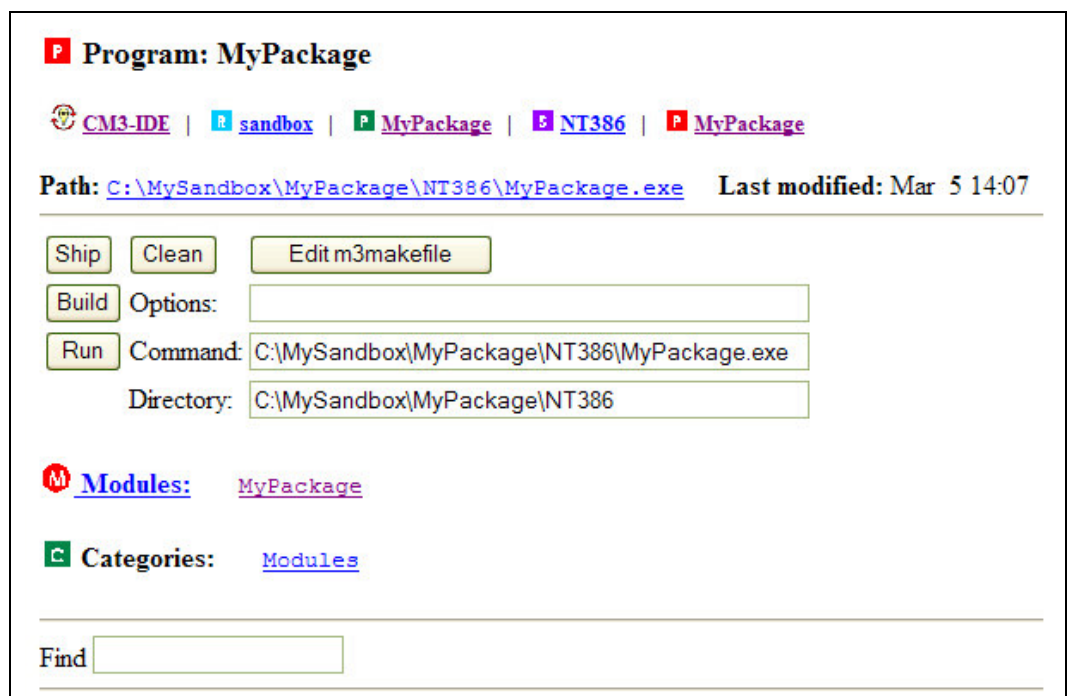 P Program: MyPackage
CM3-IDE | R sandbox | P MyPackage | NT386 | P MyPackage
Path: C:\MySandbox\MyPackage\NT386\MyPackage.exe Last modified: Mar 5 14:07
Ship Clean Edit m3makefile
Build Options:
Run Command: C:\MySandbox\MyPackage\NT386\MyPackage.exe
Directory: C:\MySandbox\MyPackage\NT386
M Modules: MyPackage
C Categories: Modules
Find